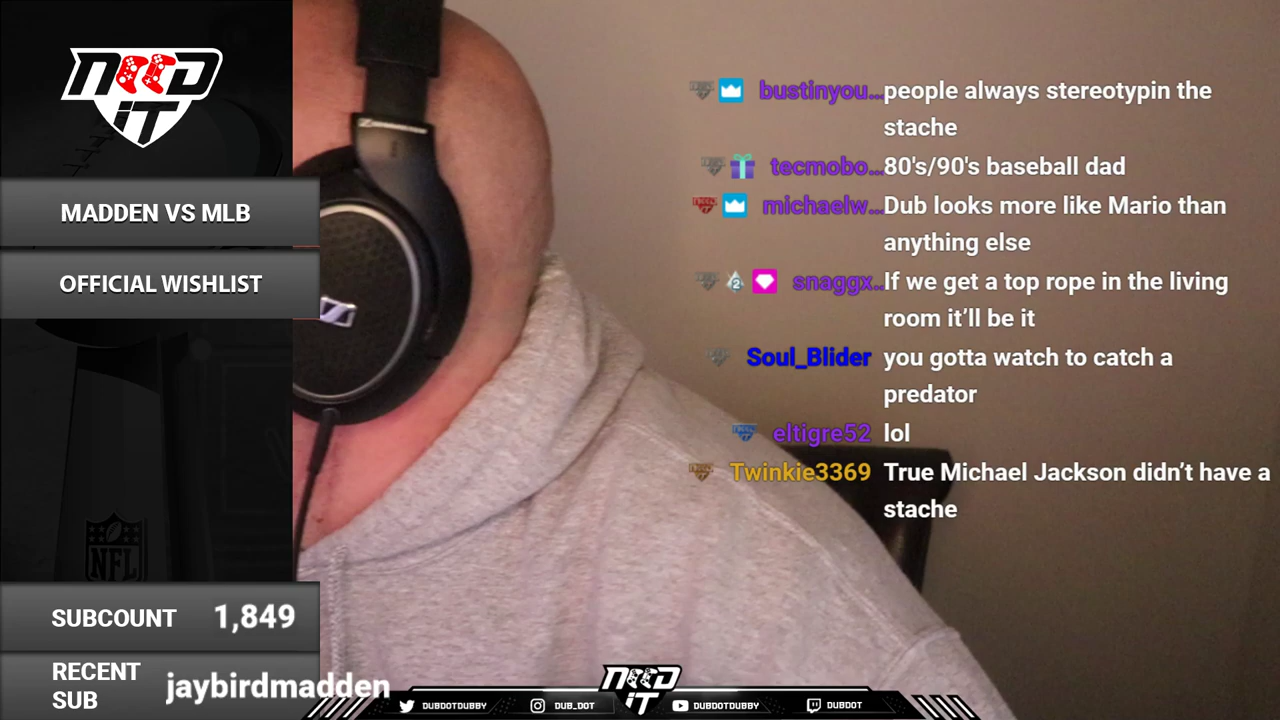 NEED
IT
MADDEN VS MLB
OFFICIAL WISHLIST
NFL
SUBCOUNT 1,849
RECENT
SUB
jaybirdmadden
bustinyou... people always stereotypin the
stache
tecmobo... 80's/90's baseball dad
michaelw... Dub looks more like Mario than
anything else
snaggx... If we get a top rope in the living
room it’ll be it
Soul_Blider you gotta watch to catch a
predator
eltigre52 lol
Twinkie3369 True Michael Jackson didn’t have a
stache
NEED
IT
DUBDOTDUBBY DUB_DOT DUBDOTDUBBY DUBDOT